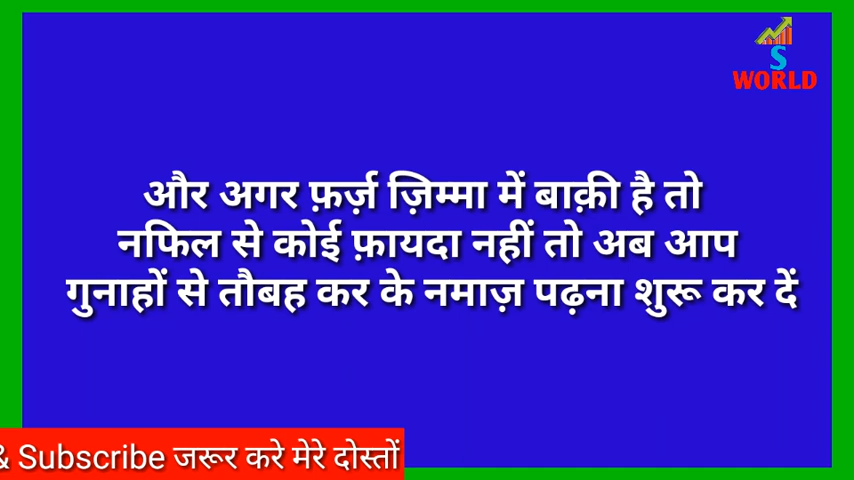 S
WORLD
और अगर फ़र्ज़ ज़िम्मा में बाक़ी है तो
नफिल से कोई फ़ायदा नहीं तो अब आप
गुनाहों से तौबह कर के नमाज़ पढ़ना शुरू कर दें
& Subscribe जरूर करे मेरे दोस्तों